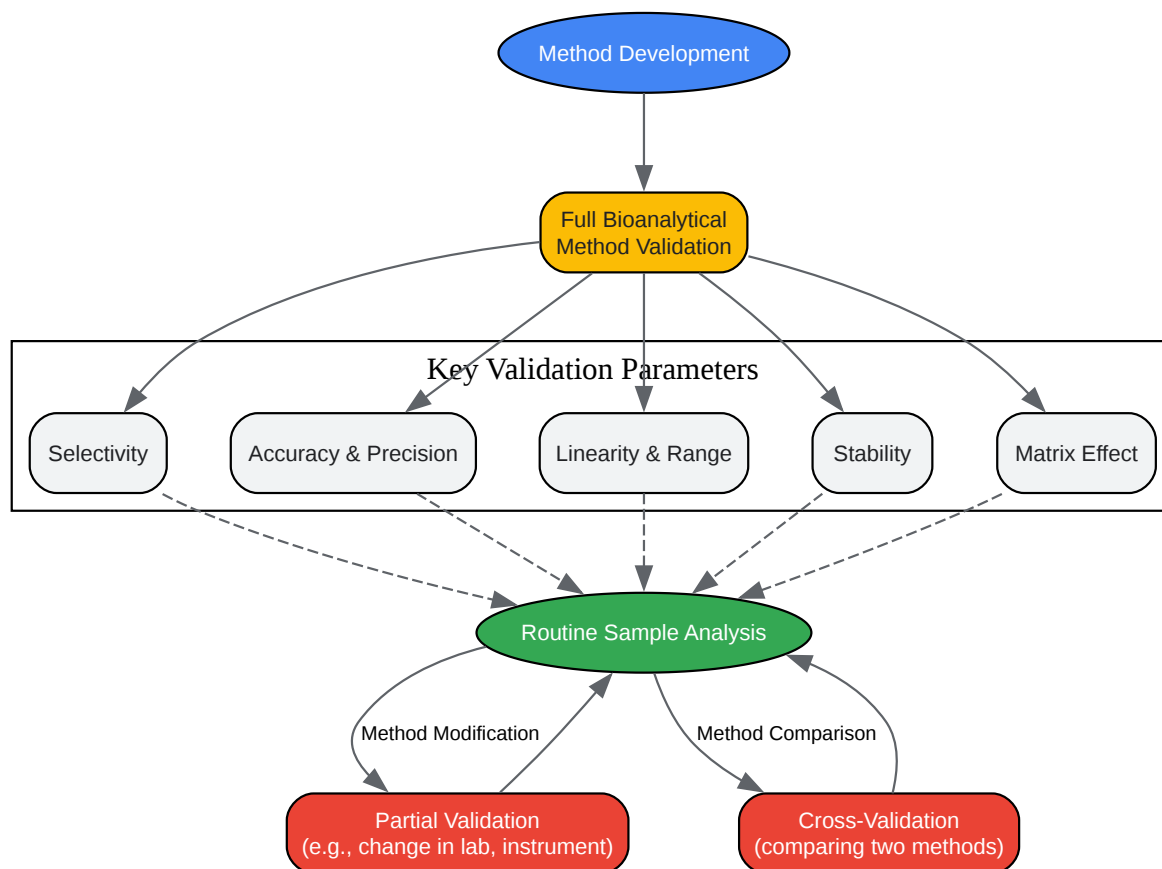 Method Development
Full Bioanalytical
Method Validation
Key Validation Parameters
Selectivity
Accuracy & Precision
Linearity & Range
Stability
Matrix Effect
Routine Sample Analysis
Method Modification
Method Comparison
Partial Validation
(e.g., change in lab, instrument)
Cross-Validation
(comparing two methods)